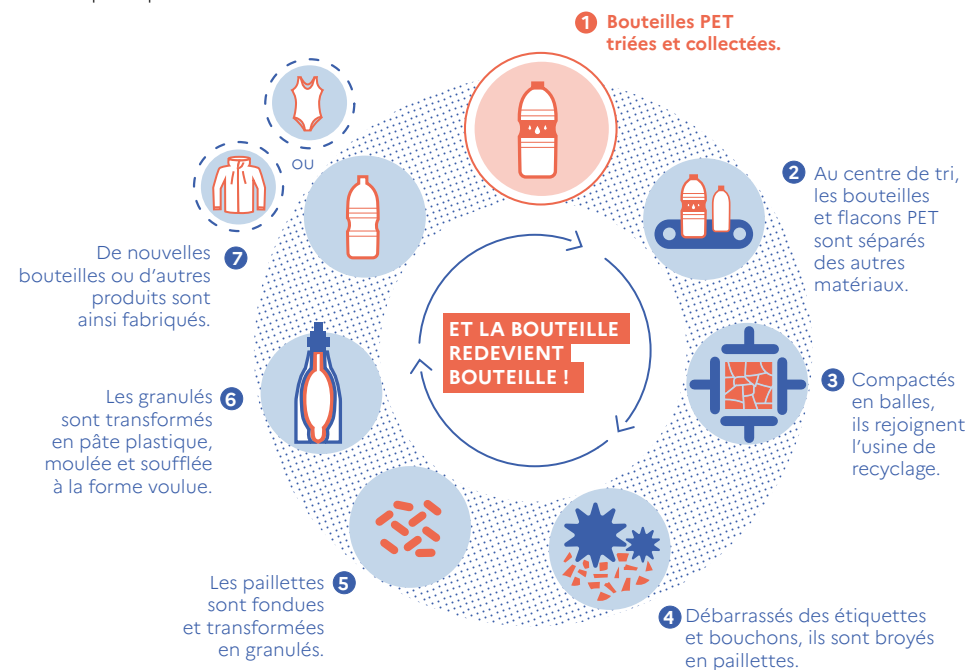 1 Bouteilles PET
triées et collectées.
2 Au centre de tri,
les bouteilles
et flacons PET
sont séparés
des autres
matériaux.
3 Compactés
en balles,
ils rejoignent
l'usine de
recyclage.
4 Débarrassés des étiquettes
et bouchons, ils sont broyés
en paillettes.
5 Les paillettes
sont fondues
et transformées
en granulés.
6 Les granulés
sont transformés
en pâte plastique,
moulée et soufflée
à la forme voulue.
7 De nouvelles
bouteilles ou d'autres
produits sont
ainsi fabriqués.
OU
ET LA BOUTEILLE
REDEVIENT
BOUTEILLE !